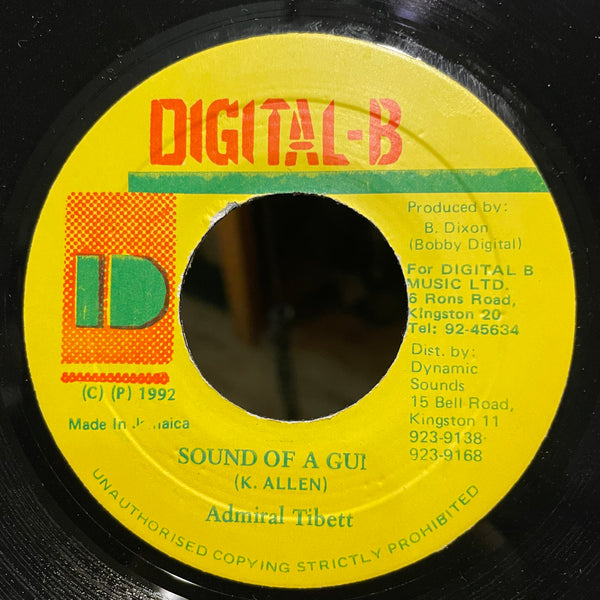 DIGITAL-B
Produced by:
B. Dixon
(Bobby Digital)
For DIGITAL B
MUSIC LTD.
6 Rons Road,
Kingston 20
Tel: 92-45634
Dist. by:
Dynamic
Sounds
15 Bell Road,
Kingston 11
923-9138
923-9168
D
(C) (P) 1992
Made In Jamaica
SOUND OF A GUI
(K. ALLEN)
Admiral Tibett
UNAUTHORISED COPYING STRICTLY PROHIBITED